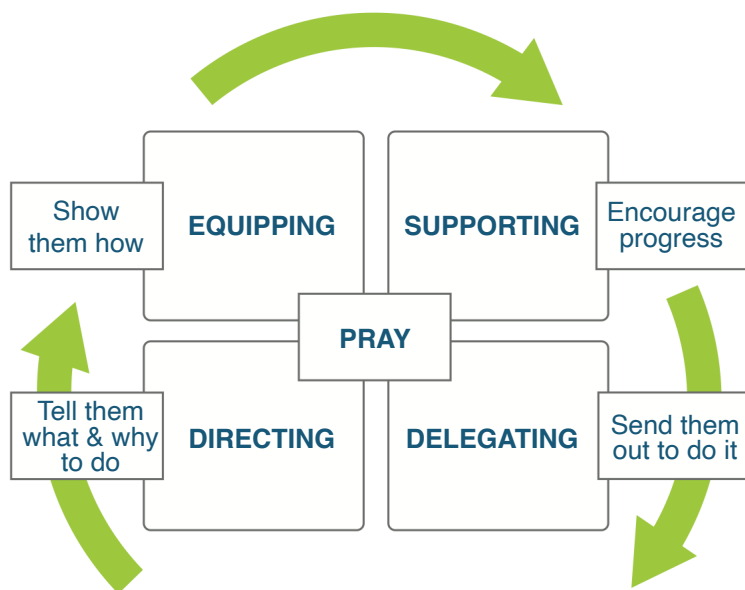 Show
them how
EQUIPPING
SUPPORTING
Encourage
progress
PRAY
Tell them
what & why
to do
DIRECTING
DELEGATING
Send them
out to do it